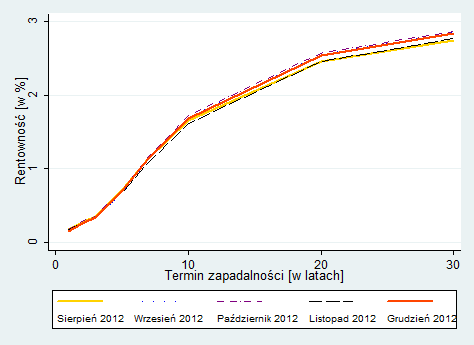 3
2
1
0
Rentowność [w %]
0 10 20 30
Termin zapadalności [w latach]
Sierpień 2012 Wrzesień 2012 Październik 2012 Listopad 2012 Grudzień 2012